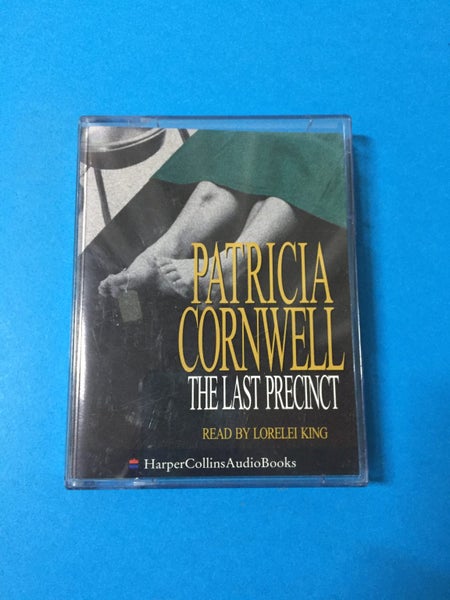 PATRICIA
CORNWELL
THE LAST PRECINCT
READ BY LORELEI KING
HarperCollinsAudioBooks